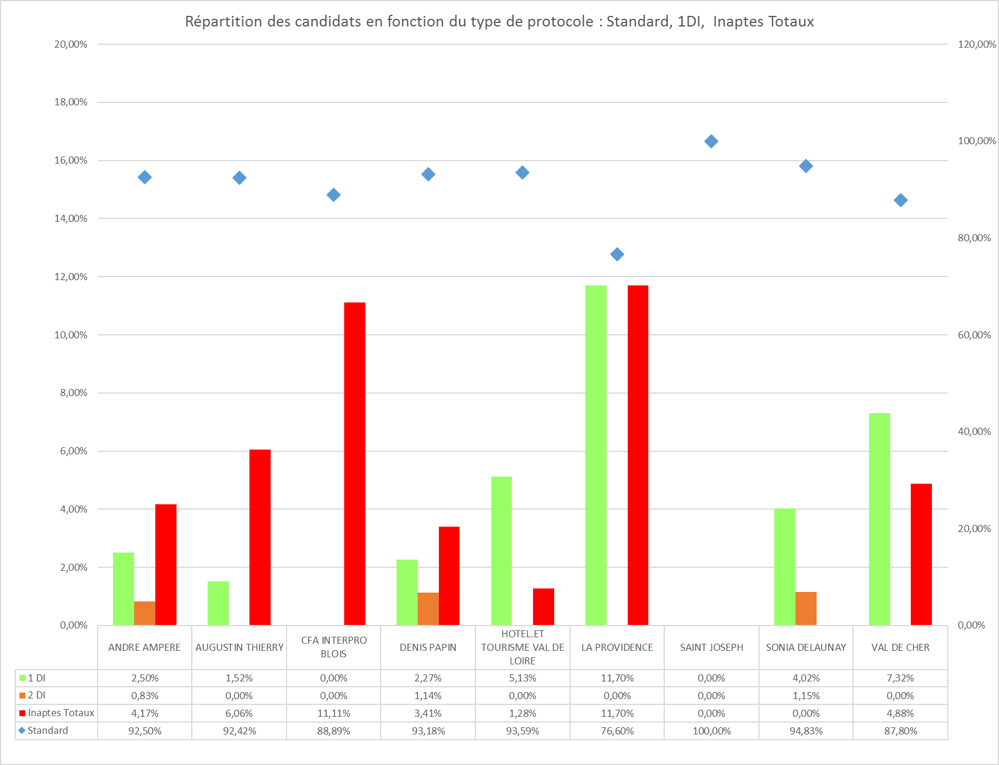 Répartition des candidats en fonction du type de protocole : Standard, 1DI, Inaptes Totaux
20,00%
18,00%
16,00%
14,00%
12,00%
10,00%
8,00%
6,00%
4,00%
2,00%
0,00%
120,00%
100,00%
80,00%
60,00%
40,00%
20,00%
0,00%
ANDRE AMPERE
AUGUSTIN THIERRY
CFA INTERPRO
BLOIS
DENIS PAPIN
HOTEL.ET
TOURISME VAL DE
LOIRE
LA PROVIDENCE
SAINT JOSEPH
SONIA DELAUNAY
VAL DE CHER
1 DI 2,50% 1,52% 0,00% 2,27% 5,13% 11,70% 0,00% 4,02% 7,32%
2 DI 0,83% 0,00% 0,00% 1,14% 0,00% 0,00% 0,00% 1,15% 0,00%
Inaptes Totaux 4,17% 6,06% 11,11% 3,41% 1,28% 11,70% 0,00% 0,00% 4,88%
Standard 92,50% 92,42% 88,89% 93,18% 93,59% 76,60% 100,00% 94,83% 87,80%